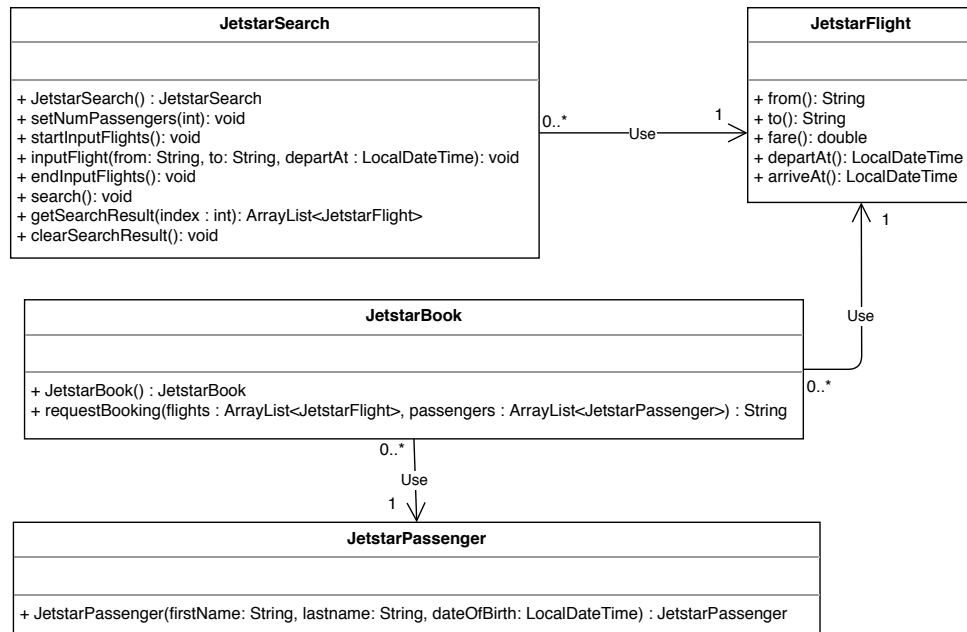 JetstarSearch
+ JetstarSearch() : JetstarSearch
+ setNumPassengers(int): void
+ startInputFlights(): void
+ inputFlight(from: String, to: String, departAt : LocalDateTime): void
+ endInputFlights(): void
+ search(): void
+ getSearchResult(index : int): ArrayList<JetstarFlight>
+ clearSearchResult(): void
0..*
Use
1
JetstarFlight
+ from(): String
+ to(): String
+ fare(): double
+ departAt(): LocalDateTime
+ arriveAt(): LocalDateTime
1
Use
0..*
JetstarBook
+ JetstarBook() : JetstarBook
+ requestBooking(flights : ArrayList<JetstarFlight>, passengers : ArrayList<JetstarPassenger>) : String
0..*
Use
1
JetstarPassenger
+ JetstarPassenger(firstName: String, lastname: String, dateOfBirth: LocalDateTime) : JetstarPassenger